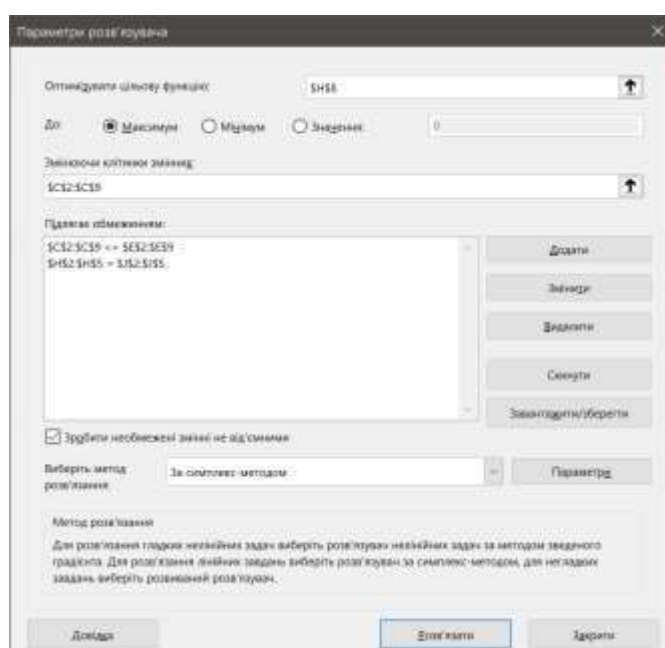 Параметри розв'язувача
Оптимізувати цільову функцію:
$H$8
До:
Максимум
Мінімум
Значення:
0
Змінюючи клітинки змінних:
$C$2:$C$9
Підлягає обмеженням:
$C$2:$C$9 <= $E$2:$E$9
$H$2:$H$5 = $J$2:$J$5
Додати
Змінити
Видалити
Скинути
Завантажити/зберегти
Зробити необмежені змінні не від'ємними
Виберіть метод
розв'язання:
За симплекс-методом
Параметри
Метод розв'язання
Для розв'язання гладких нелінійних задач виберіть розв'язувач нелінійних задач за методом зведеного
градієнта. Для розв'язання лінійних завдань виберіть розв'язувач за симплекс-методом, для негладких
завдань виберіть розвиваний розв'язувач.
Довідка
Розв'язати
Закрити